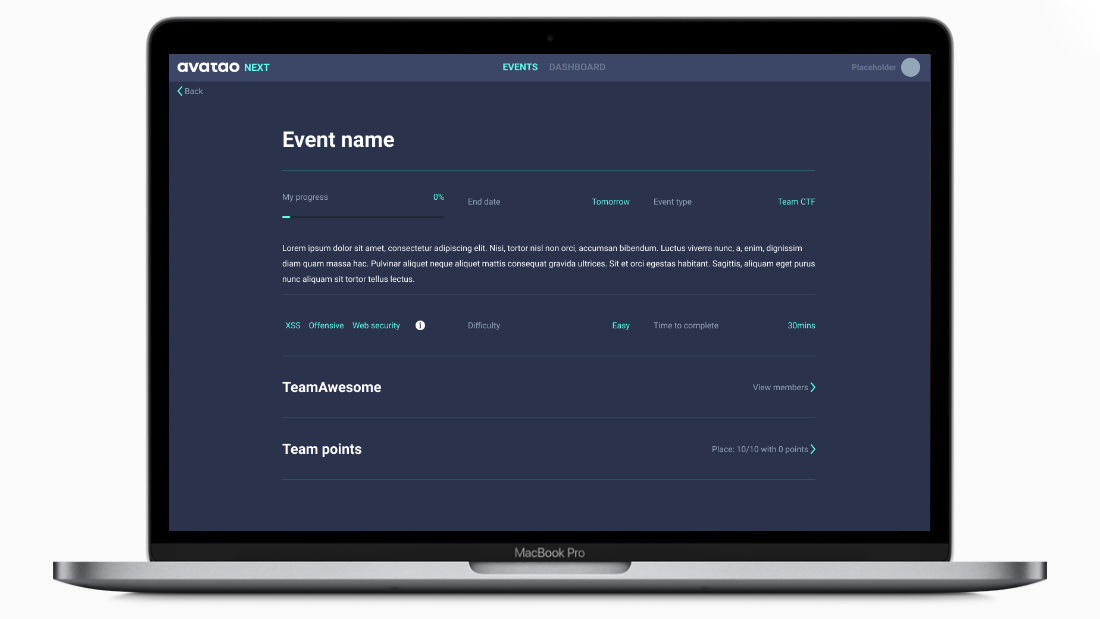 avatao NEXT EVENTS DASHBOARD Placeholder
Back
Event name
My progress 0% End date Tomorrow Event type Team CTF
Lorem ipsum dolor sit amet, consectetur adipiscing elit. Nisi, tortor nisl non orci, accumsan bibendum. Luctus viverra nunc, a, enim, dignissim
diam quam massa hac. Pulvinar aliquet neque aliquet mattis consequat gravida ultrices. Sit et orci egestas habitant. Sagittis, aliquam eget purus
nunc aliquam sit tortor tellus lectus.
XSS Offensive Web security Difficulty Easy Time to complete 30mins
TeamAwesome View members
Team points Place: 10/10 with 0 points
MacBook Pro